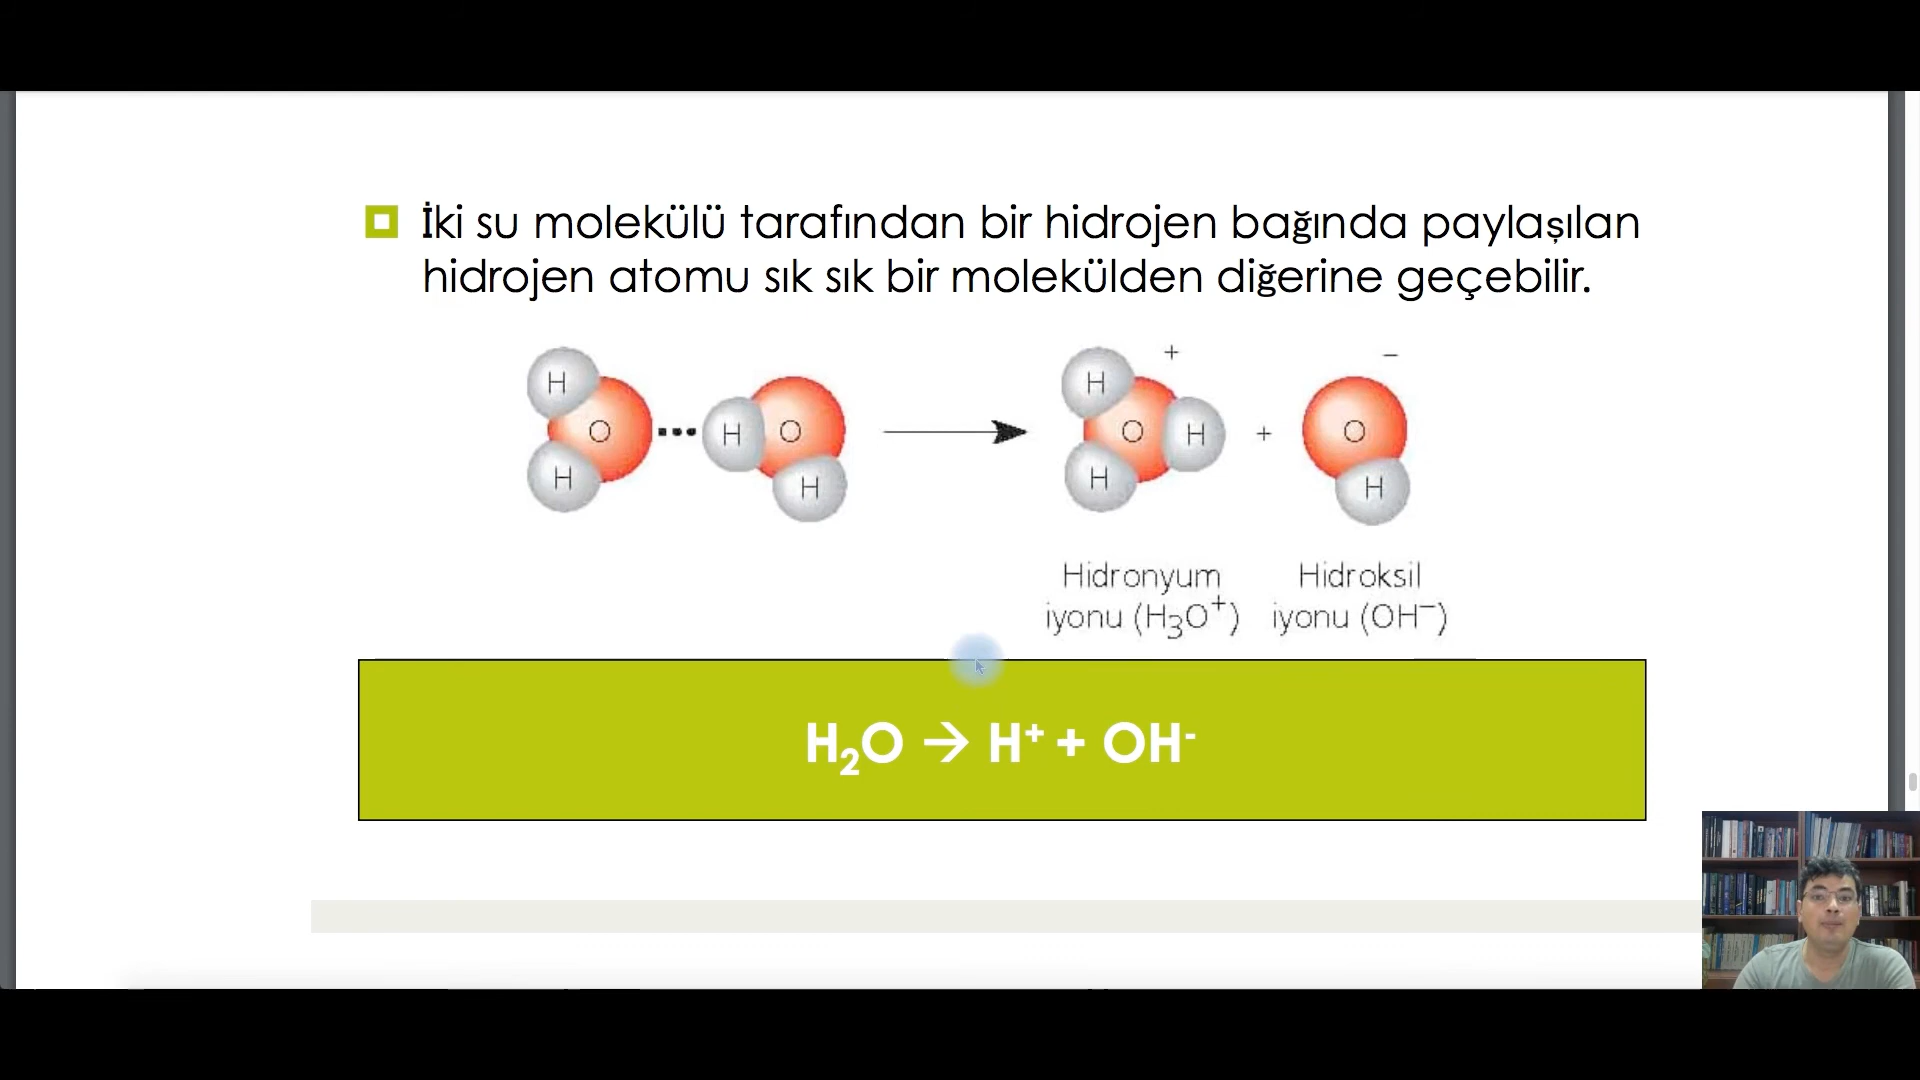 İki su molekülü tarafından bir hidrojen bağında paylaşılan
hidrojen atomu sık sık bir molekülden diğerine geçebilir.
H O H ... H O H → H O H H + + O H −
Hidronyum iyonu (H₃O⁺)
Hidroksil iyonu (OH⁻)
H₂O → H⁺ + OH⁻